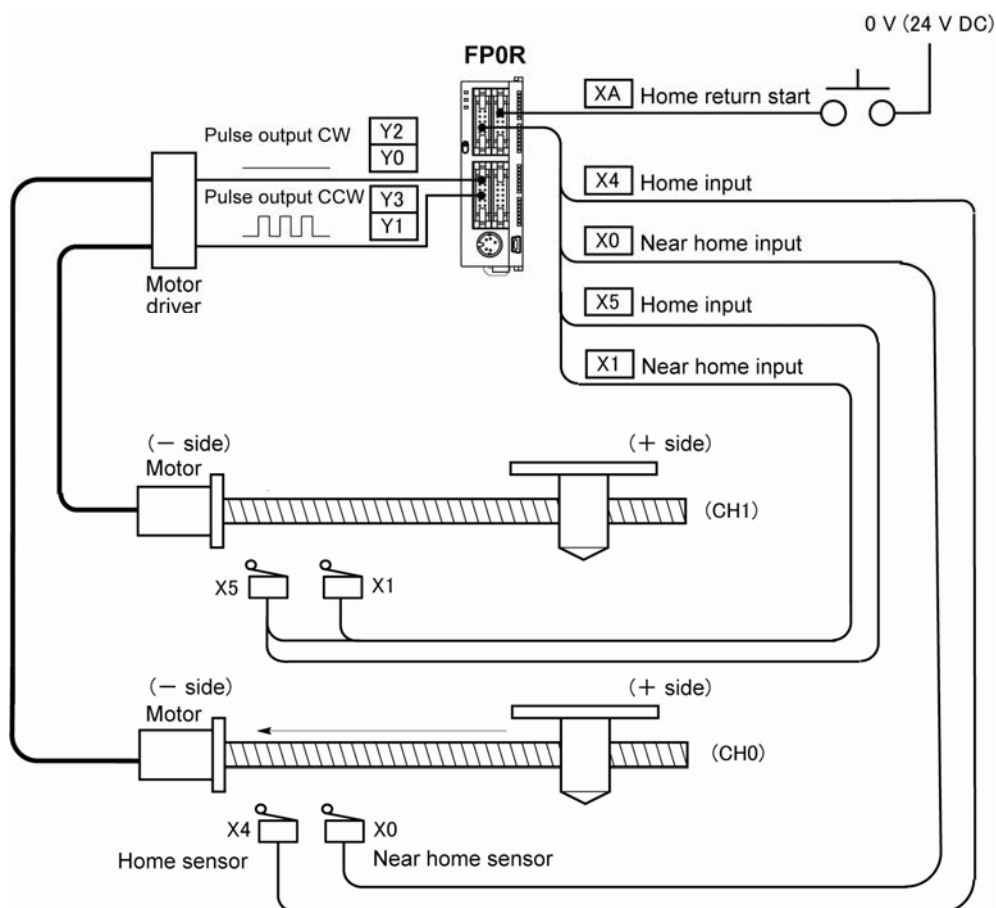 0 V (24 V DC)
FP0R
XA Home return start
Pulse output CW Y2
Y0
Pulse output CCW Y3
Y1
X4 Home input
X0 Near home input
X5 Home input
X1 Near home input
Motor
driver
(− side)
Motor
(+ side)
(CH1)
X5
X1
(− side)
Motor
(+ side)
(CH0)
X4
X0
Home sensor
Near home sensor